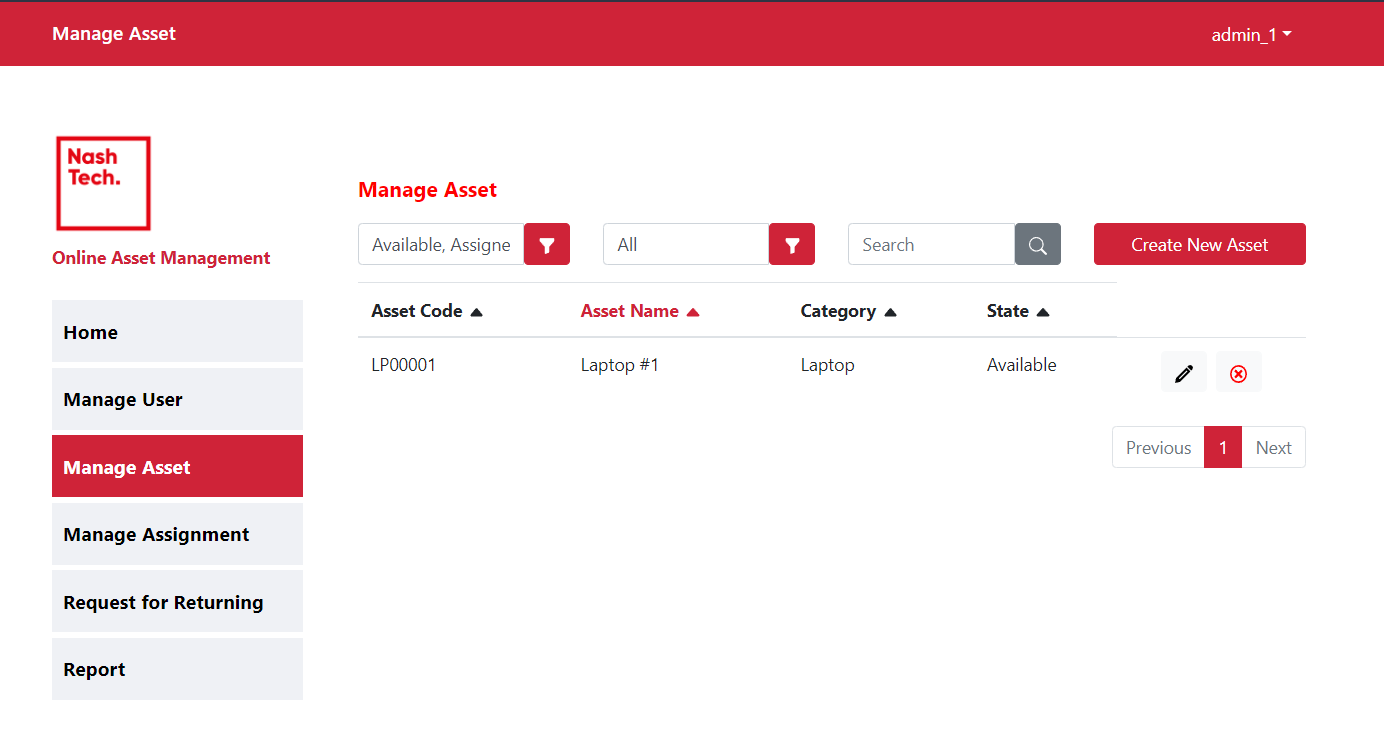 Manage Asset
admin_1
Nash
Tech.
Online Asset Management
Home
Manage User
Manage Asset
Manage Assignment
Request for Returning
Report
Manage Asset
Available, Assigne
All
Search
Create New Asset
Asset Code Asset Name Category State
LP00001 Laptop #1 Laptop Available
Previous 1 Next